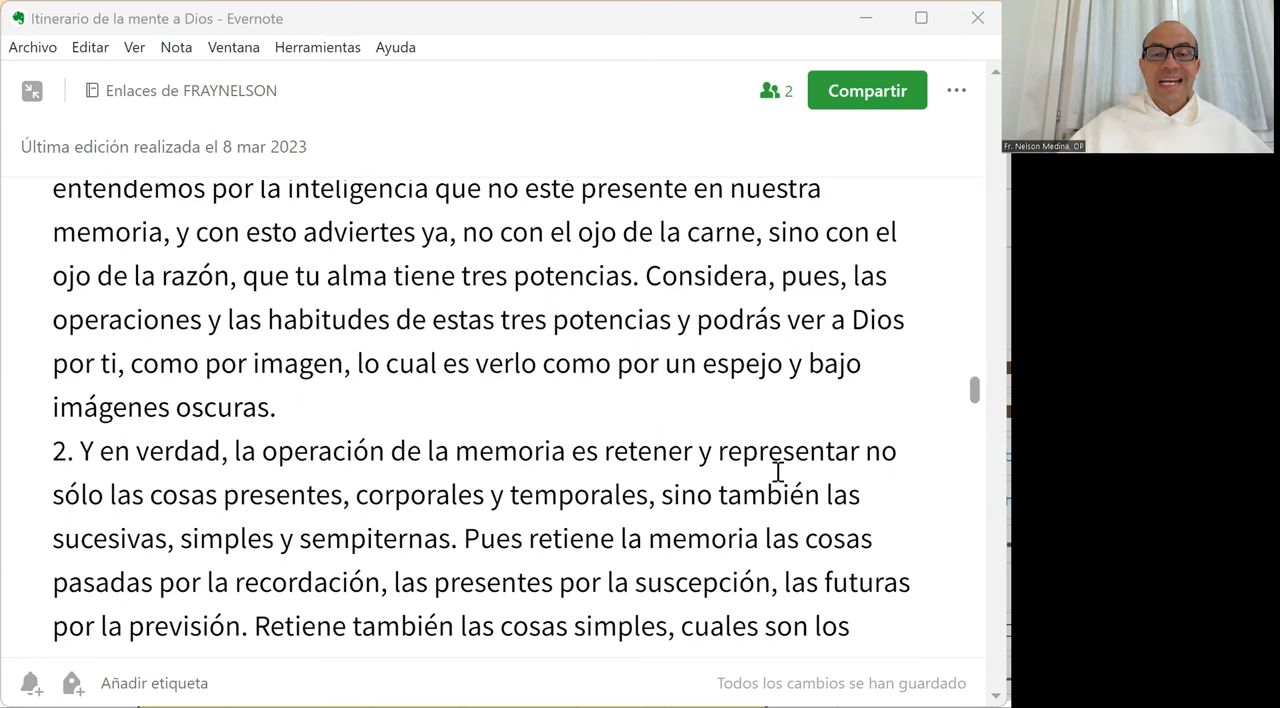 Itinerario de la mente a Dios - Evernote
Archivo Editar Ver Nota Ventana Herramientas Ayuda
Enlaces de FRAYNELSON
2
Compartir
Última edición realizada el 8 mar 2023
entendemos por la inteligencia que no esté presente en nuestra
memoria, y con esto adviertes ya, no con el ojo de la carne, sino con el
ojo de la razón, que tu alma tiene tres potencias. Considera, pues, las
operaciones y las habitudes de estas tres potencias y podrás ver a Dios
por ti, como por imagen, lo cual es verlo como por un espejo y bajo
imágenes oscuras.
2. Y en verdad, la operación de la memoria es retener y representar no
sólo las cosas presentes, corporales y temporales, sino también las
sucesivas, simples y sempiternas. Pues retiene la memoria las cosas
pasadas por la recordación, las presentes por la suscepción, las futuras
por la previsión. Retiene también las cosas simples, cuales son los
Añadir etiqueta
Todos los cambios se han guardado
Fr. Nelson Medina, OP